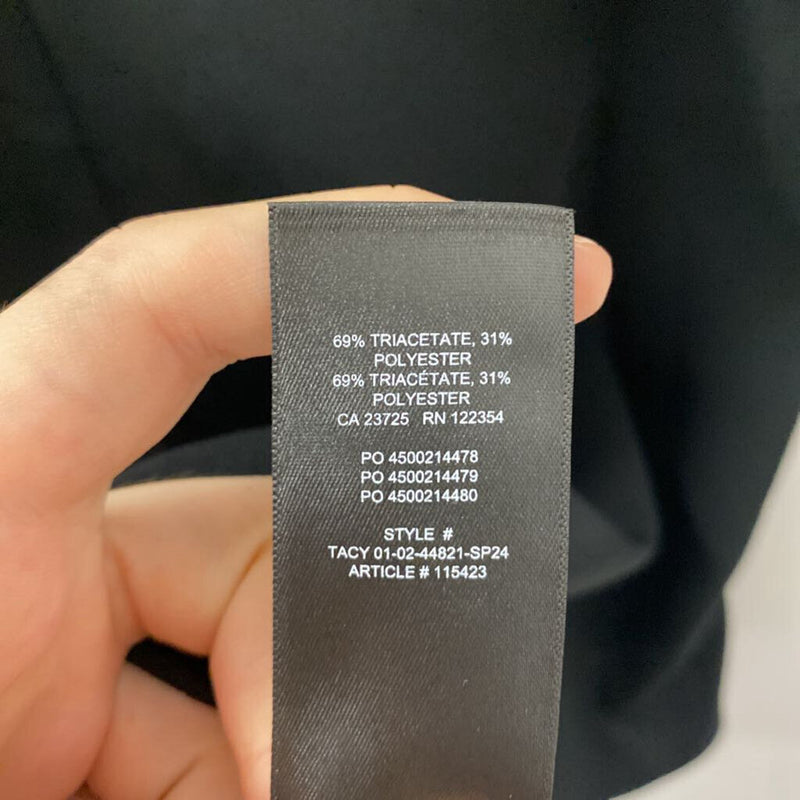 69% TRIACETATE, 31%
POLYESTER
69% TRIACÉTATE, 31%
POLYESTER
CA 23725 RN 122354
PO 4500214478
PO 4500214479
PO 4500214480
STYLE #
TACY 01-02-44821-SP24
ARTICLE # 115423